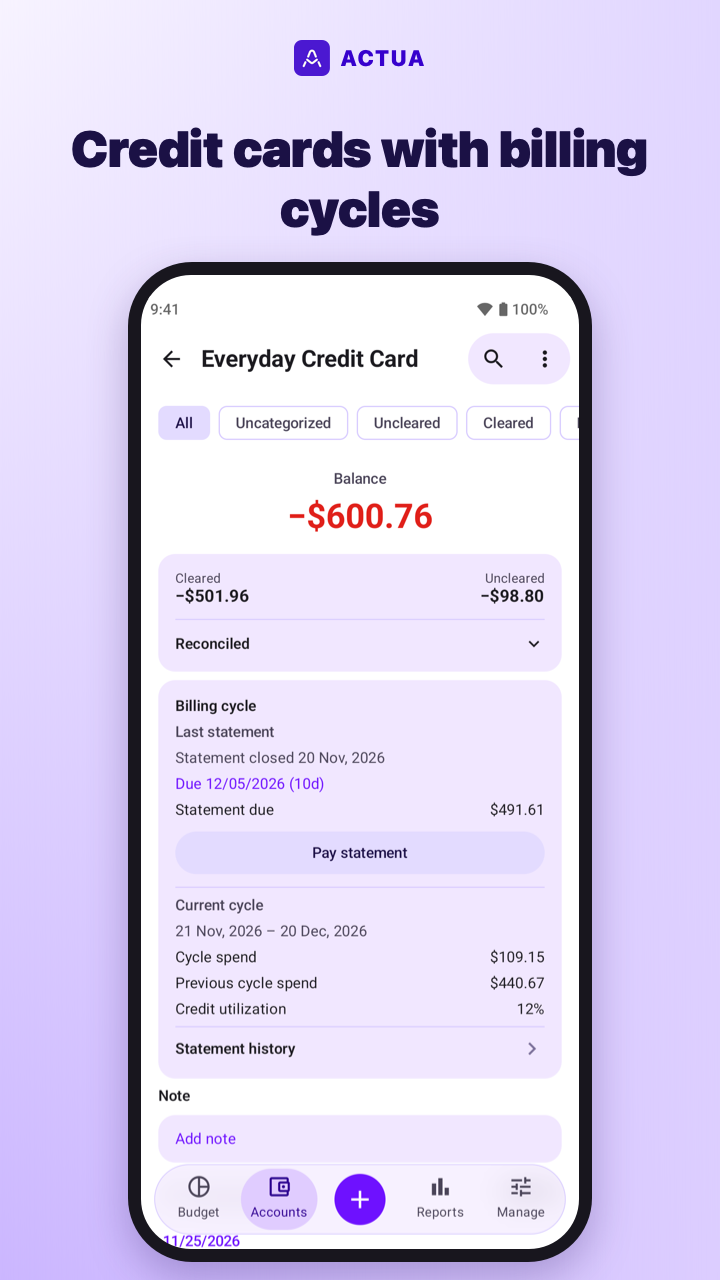 ACTUA
Credit cards with billing
cycles
9:41
100%
Everyday Credit Card
All
Uncategorized
Uncleared
Cleared
Balance
−$600.76
Cleared
Uncleared
−$501.96
−$98.80
Reconciled
Billing cycle
Last statement
Statement closed 20 Nov, 2026
Due 12/05/2026 (10d)
Statement due
$491.61
Pay statement
Current cycle
21 Nov, 2026 – 20 Dec, 2026
Cycle spend
$109.15
Previous cycle spend
$440.67
Credit utilization
12%
Statement history
Note
Add note
Budget
Accounts
Reports
Manage
11/25/2026